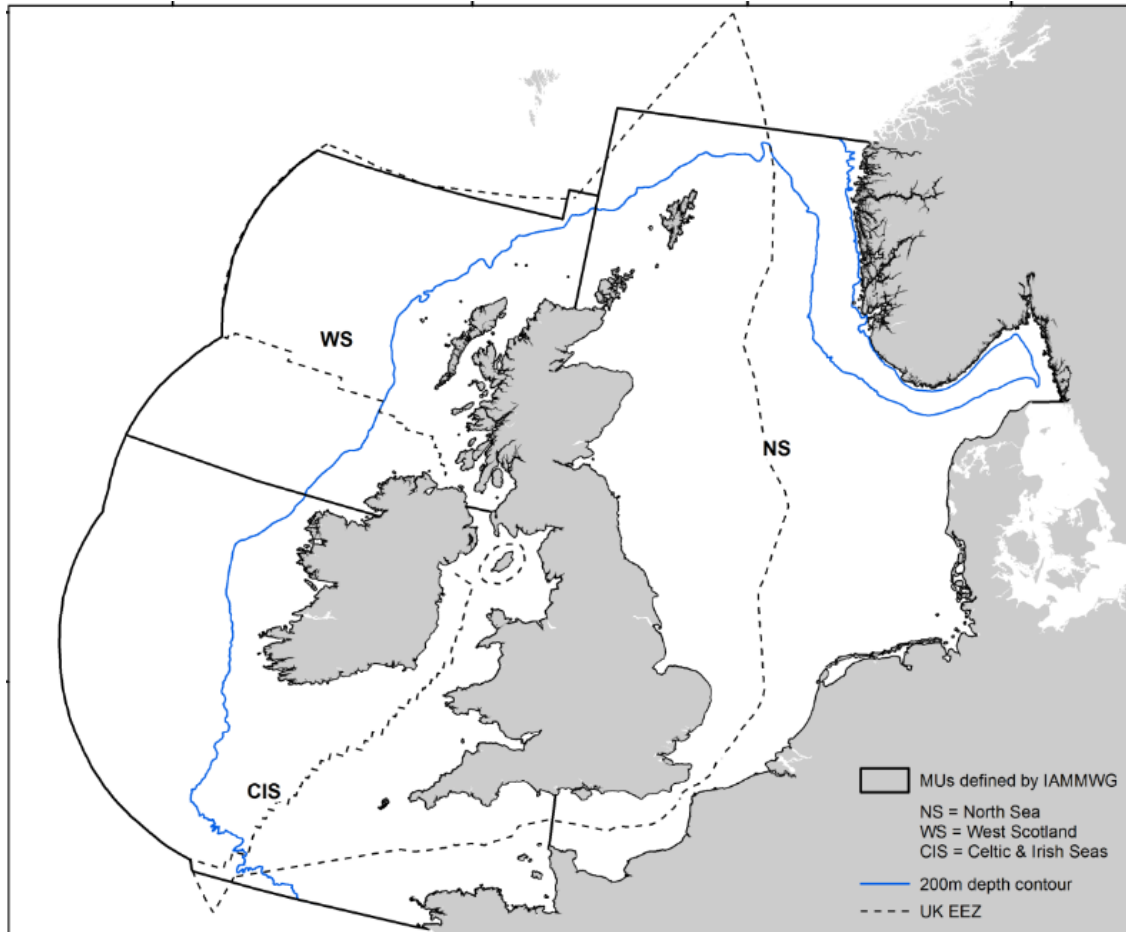 WS
NS
CIS
MUs defined by IAMMWG
NS = North Sea
WS = West Scotland
CIS = Celtic & Irish Seas
200m depth contour
UK EEZ